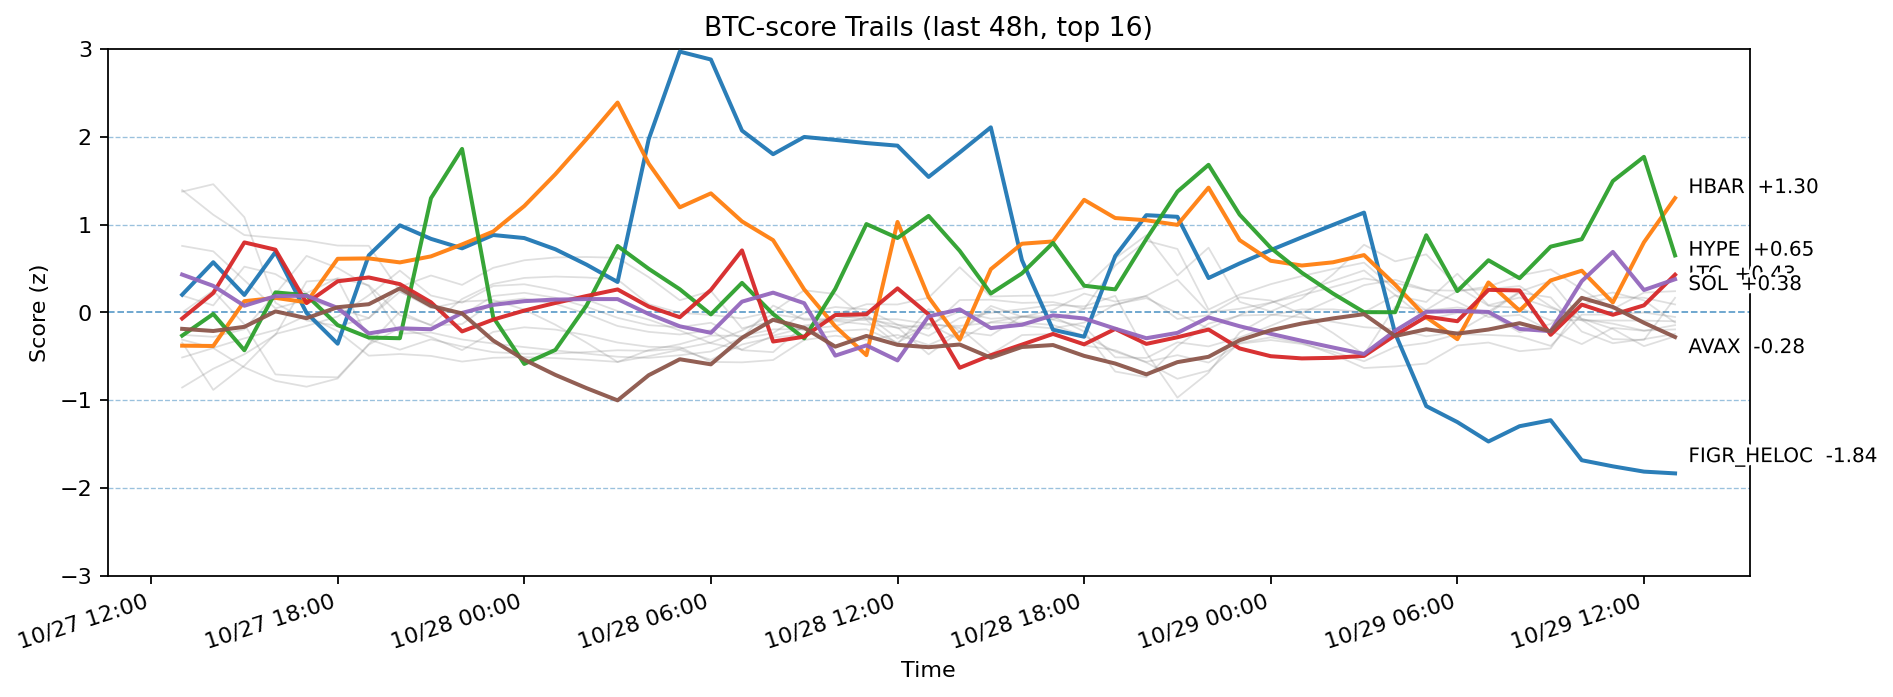 BTC-score Trails (last 48h, top 16)
Score (z)
3
2
1
0
−1
−2
−3
HBAR +1.30
HYPE +0.65
SOL +0.38
AVAX -0.28
FIGR_HELOC -1.84
10/27 12:00
10/27 18:00
10/28 00:00
10/28 06:00
10/28 12:00
10/28 18:00
10/29 00:00
10/29 06:00
10/29 12:00
Time